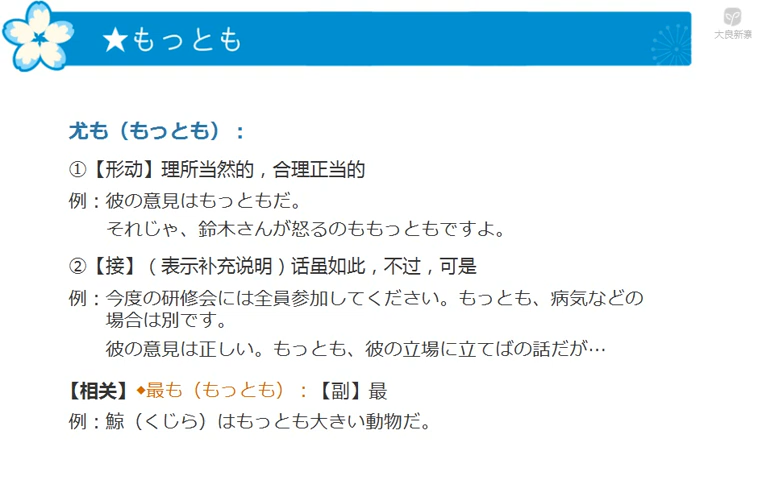 ★もっとも
大良新濠
尤も（もっとも）：
①【形动】理所当然的，合理正当的
例：彼の意見はもっともだ。
それじゃ、鈴木さんが怒るのももっともですよ。
②【接】（表示补充说明）话虽如此，不过，可是
例：今度の研修会には全員参加してください。もっとも、病気などの
場合は別です。
彼の意見は正しい。もっとも、彼の立場に立てばの話だが…
【相关】◆最も（もっとも）：【副】最
例：鯨（くじら）はもっとも大きい動物だ。